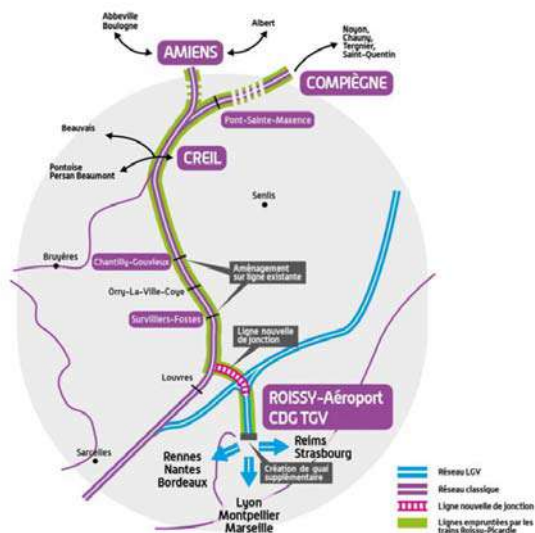 Abbeville
Boulogne
Albert
AMIENS
Noyon,
Chauny,
Tergnier,
Saint-Quentin
COMPIÈGNE
Pont-Sainte-Maxence
Beauvais
CREIL
Pontoise
Persan Beaumont
Senlis
Bruyères
Chantilly-Gouvieux
Aménagement
sur ligne existante
Orry-La-Ville-Coye
Survilliers-Fosses
Ligne nouvelle
de jonction
Louvres
ROISSY-Aéroport
CDG TGV
Sarcelles
Rennes
Nantes
Bordeaux
Reims
Strasbourg
Création de quai
supplémentaire
Lyon
Montpellier
Marseille
Réseau LGV
Réseau classique
Ligne nouvelle de jonction
Lignes empruntées par les
trains Roissy-Picardie